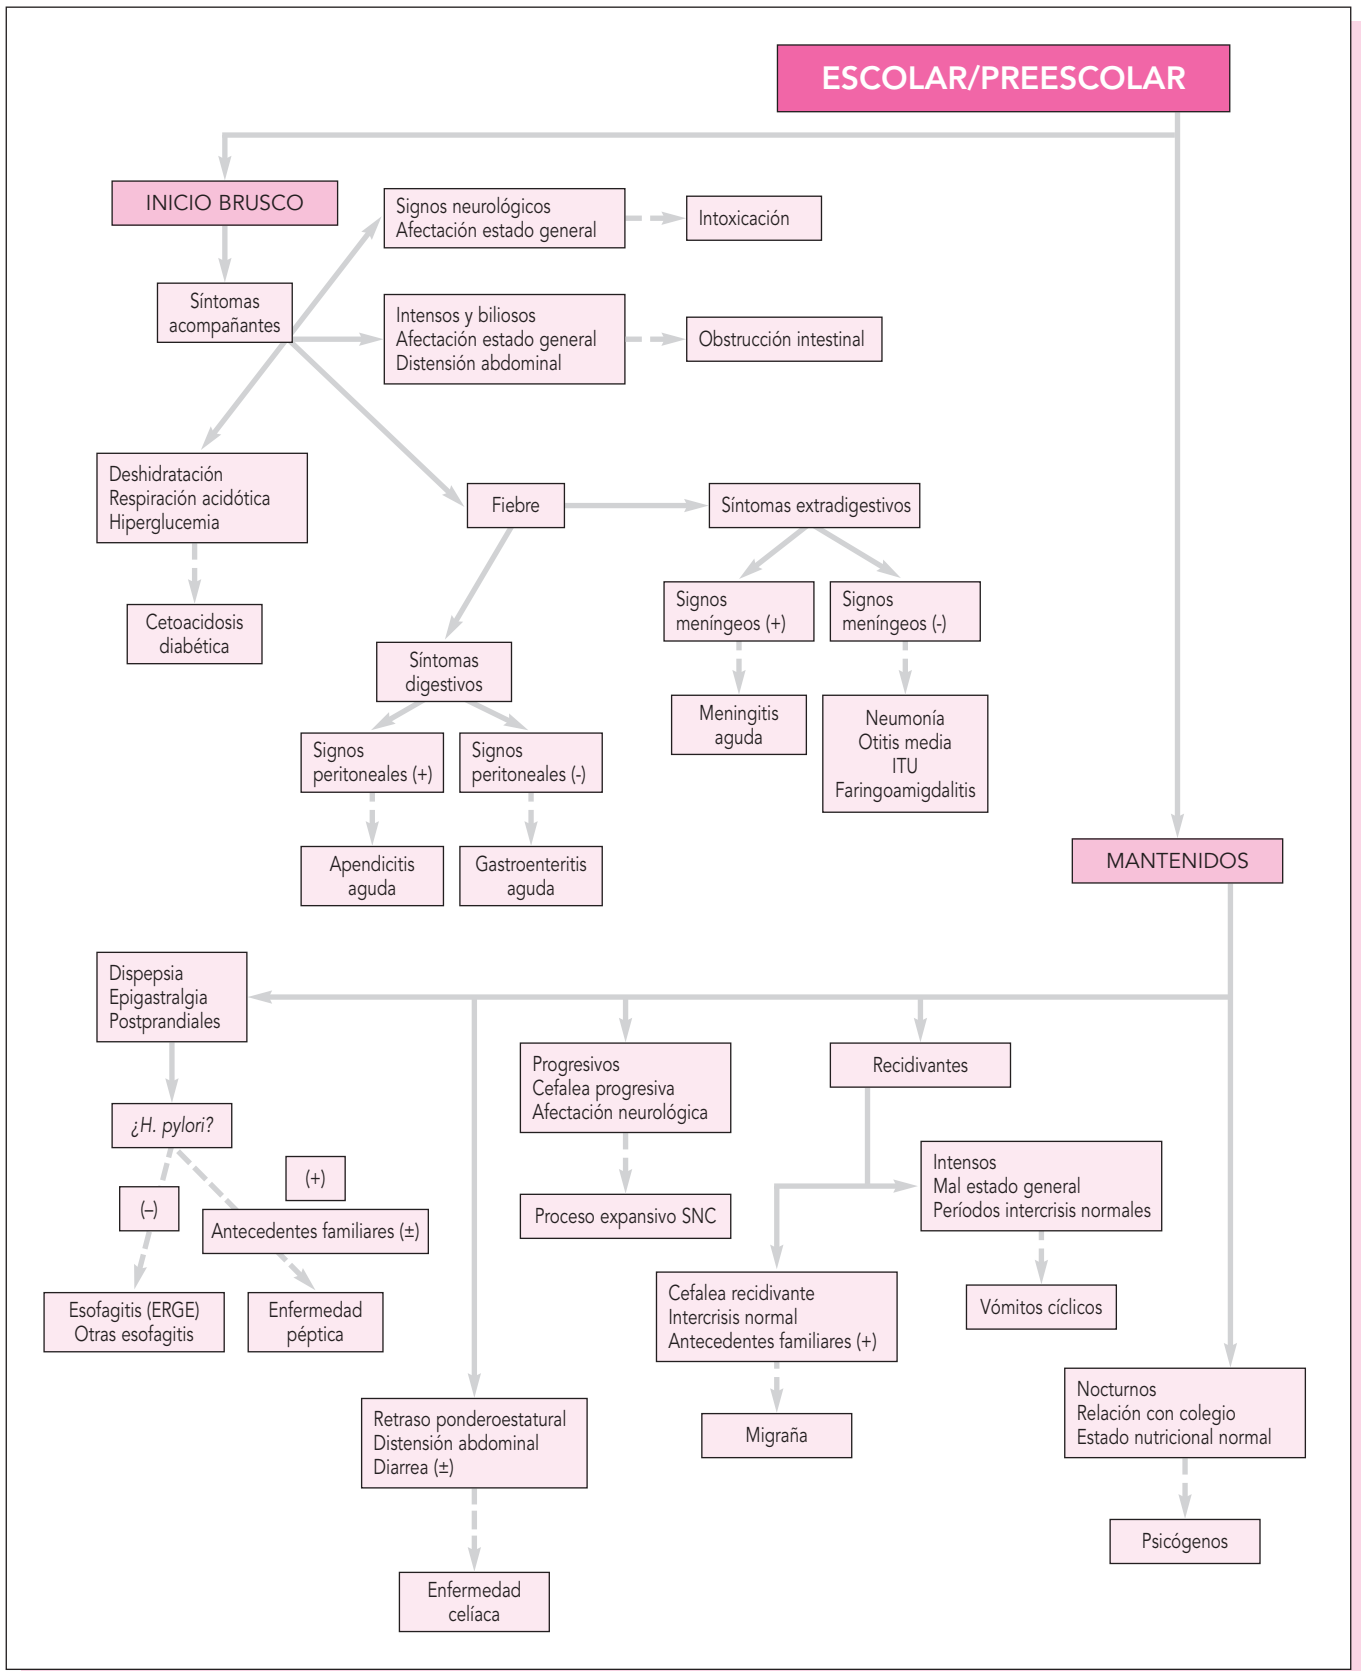 ESCOLAR/PREESCOLAR
INICIO BRUSCO
Síntomas
acompañantes
Signos neurológicos
Afectación estado general
Intoxicación
Intensos y biliosos
Afectación estado general
Distensión abdominal
Obstrucción intestinal
Deshidratación
Respiración acidótica
Hiperglucemia
Cetoacidosis
diabética
Fiebre
Síntomas extradigestivos
Signos
meníngeos (+)
Signos
meníngeos (-)
Síntomas
digestivos
Meningitis
aguda
Neumonía
Otitis media
ITU
Faringoamigdalitis
Signos
peritoneales (+)
Signos
peritoneales (-)
Apendicitis
aguda
Gastroenteritis
aguda
MANTENIDOS
Dispepsia
Epigastralgia
Postprandiales
¿H. pylori?
(–)
(+)
Antecedentes familiares (±)
Esofagitis (ERGE)
Otras esofagitis
Enfermedad
péptica
Progresivos
Cefalea progresiva
Afectación neurológica
Proceso expansivo SNC
Recidivantes
Intensos
Mal estado general
Períodos intercrisis normales
Vómitos cíclicos
Cefalea recidivante
Intercrisis normal
Antecedentes familiares (+)
Migraña
Retraso ponderoestatural
Distensión abdominal
Diarrea (±)
Enfermedad
celíaca
Nocturnos
Relación con colegio
Estado nutricional normal
Psicógenos